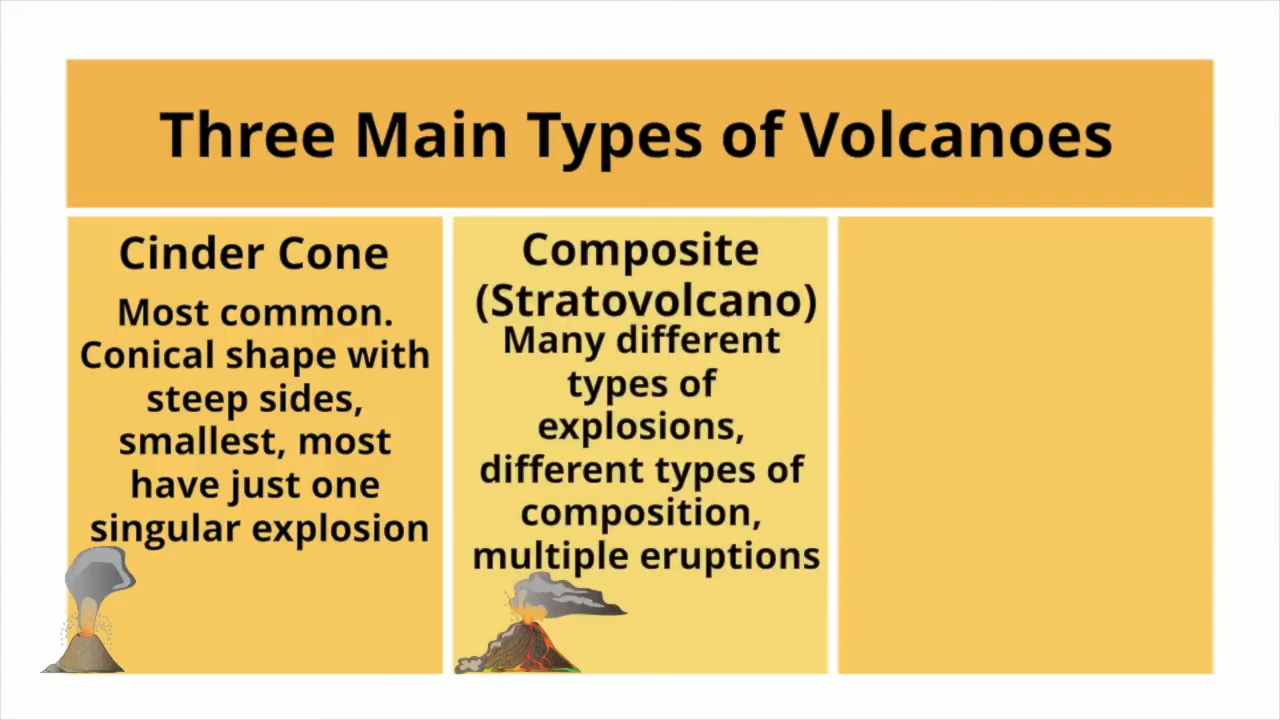 Three Main Types of Volcanoes
Cinder Cone
Most common.
Conical shape with
steep sides,
smallest, most
have just one
singular explosion
Composite
(Stratovolcano)
Many different
types of
explosions,
different types of
composition,
multiple eruptions